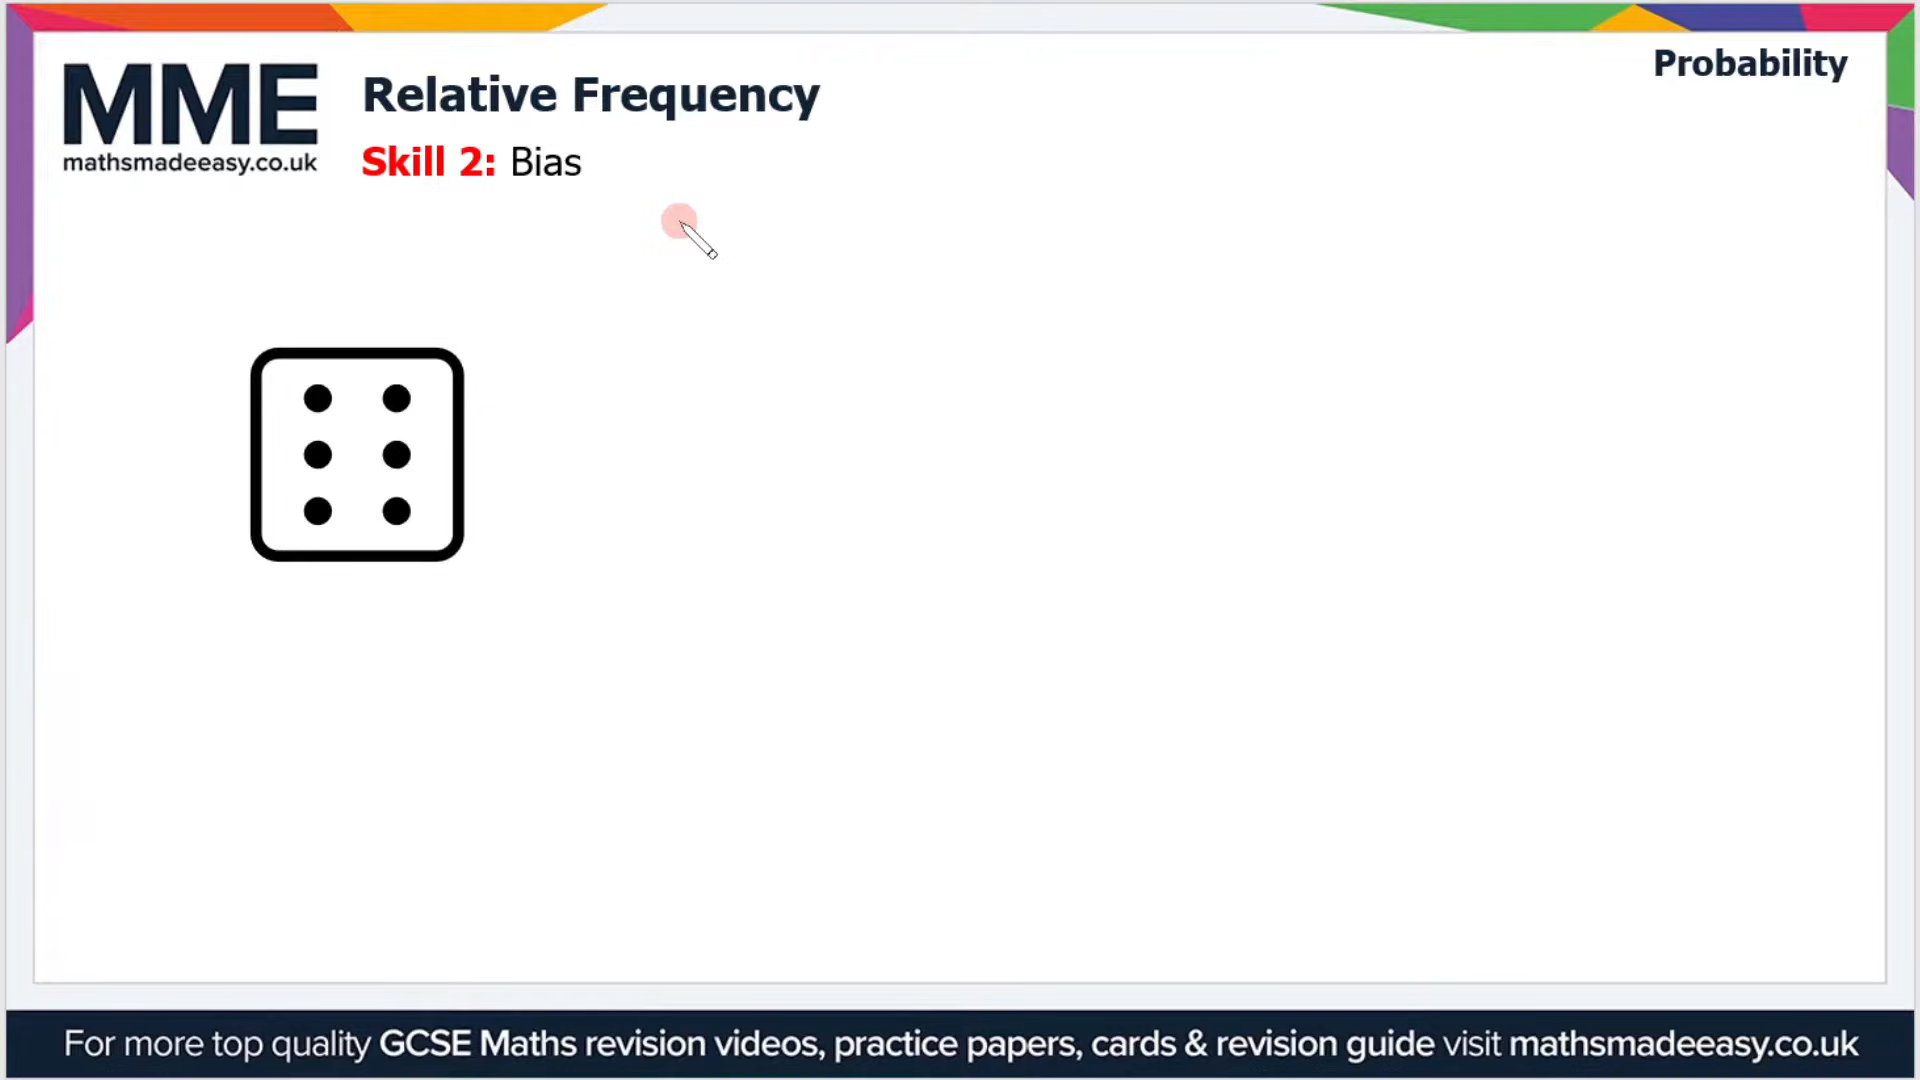 MME
mathsmadeeasy.co.uk
Relative Frequency
Skill 2: Bias
Probability
For more top quality GCSE Maths revision videos, practice papers, cards & revision guide visit mathsmadeeasy.co.uk